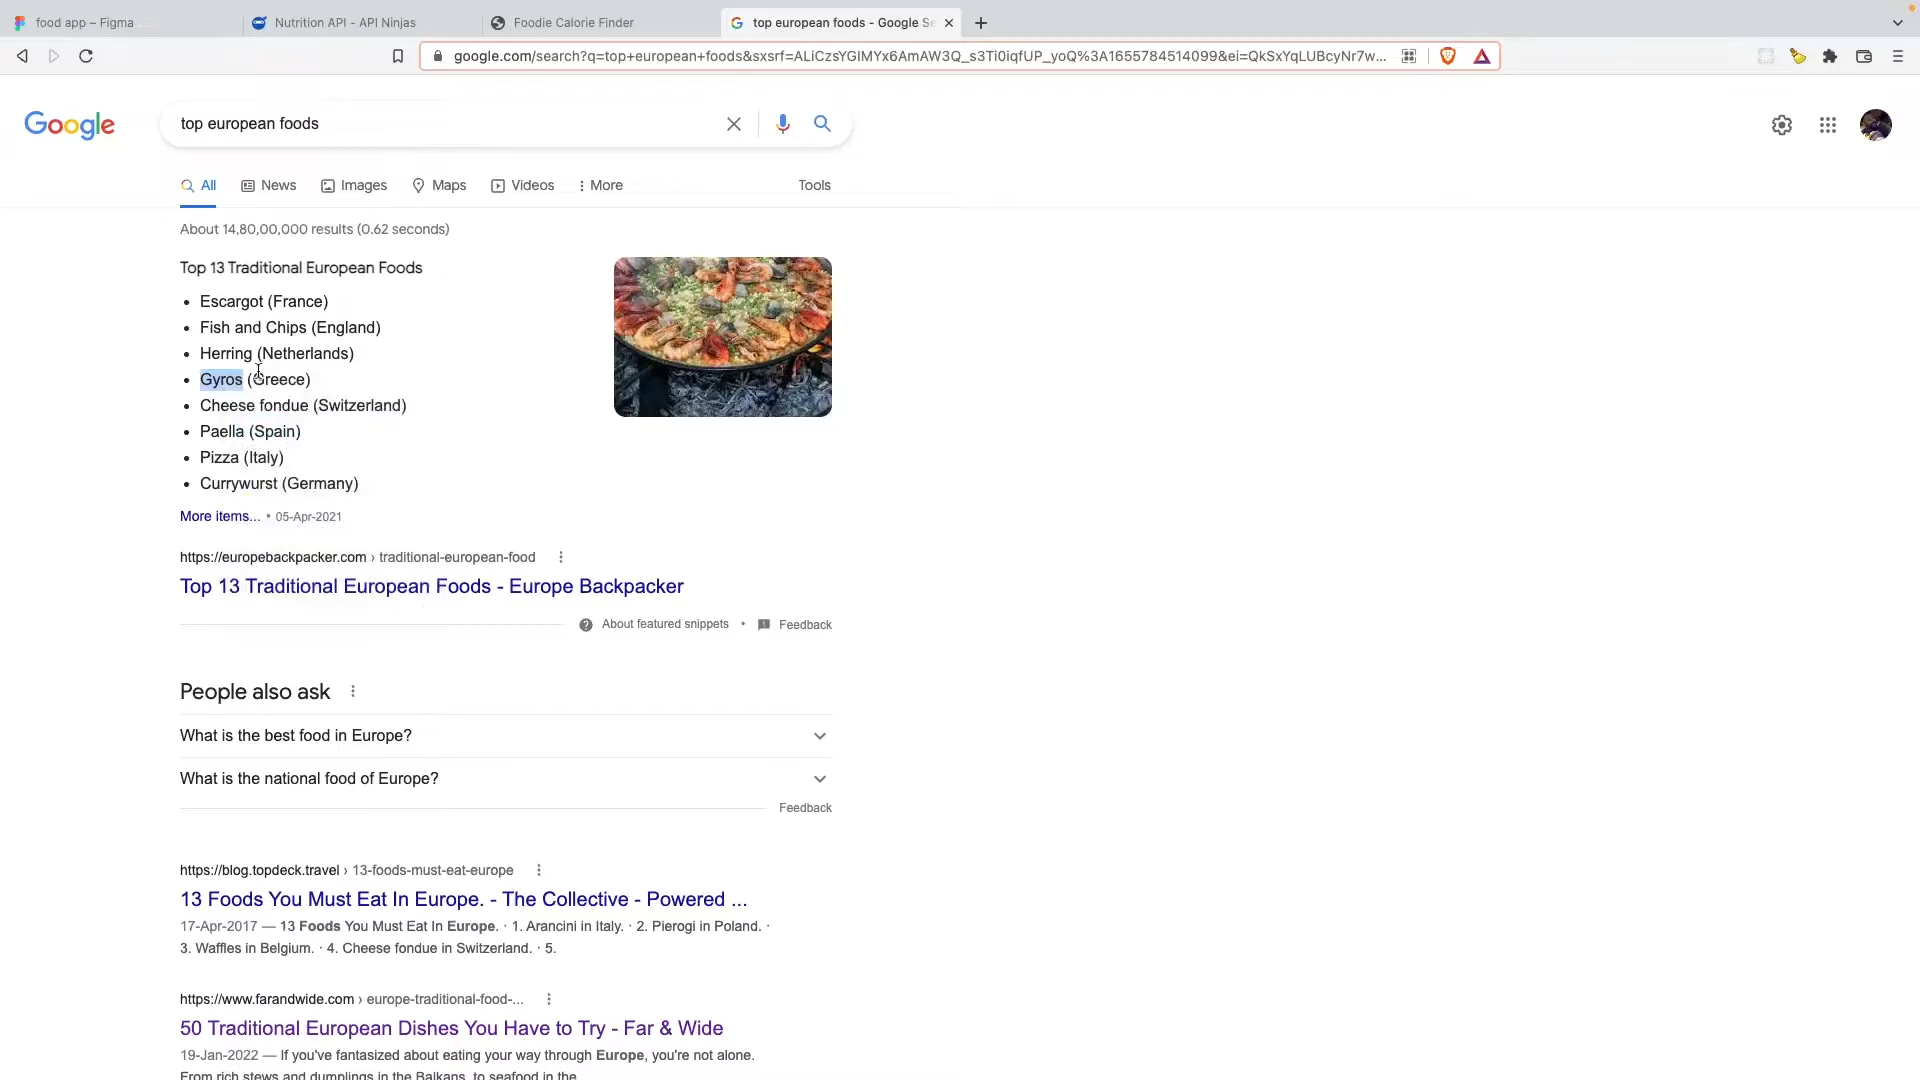 food app – Figma
Nutrition API - API Ninjas
Foodie Calorie Finder
top european foods - Google Se
google.com/search?q=top+european+foods&sxsrf=ALiCzsYGIMYx6AmAW3Q_s3Ti0iqfUP_yoQ%3A1655784514099&ei=QkSxYqLUBcyNr7w...
Google
top european foods
All
News
Images
Maps
Videos
More
Tools
About 14,80,00,000 results (0.62 seconds)
Top 13 Traditional European Foods
• Escargot (France)
• Fish and Chips (England)
• Herring (Netherlands)
• Gyros (Greece)
• Cheese fondue (Switzerland)
• Paella (Spain)
• Pizza (Italy)
• Currywurst (Germany)
More items... • 05-Apr-2021
https://europebackpacker.com › traditional-european-food
Top 13 Traditional European Foods - Europe Backpacker
About featured snippets • Feedback
People also ask
What is the best food in Europe?
What is the national food of Europe?
Feedback
https://blog.topdeck.travel › 13-foods-must-eat-europe
13 Foods You Must Eat In Europe. - The Collective - Powered ...
17-Apr-2017 — 13 Foods You Must Eat In Europe. · 1. Arancini in Italy. · 2. Pierogi in Poland. ·
3. Waffles in Belgium. · 4. Cheese fondue in Switzerland. · 5.
https://www.farandwide.com › europe-traditional-food-...
50 Traditional European Dishes You Have to Try - Far & Wide
19-Jan-2022 — If you've fantasized about eating your way through Europe, you're not alone.
From rich stews and dumplings in the Balkans, to seafood in the